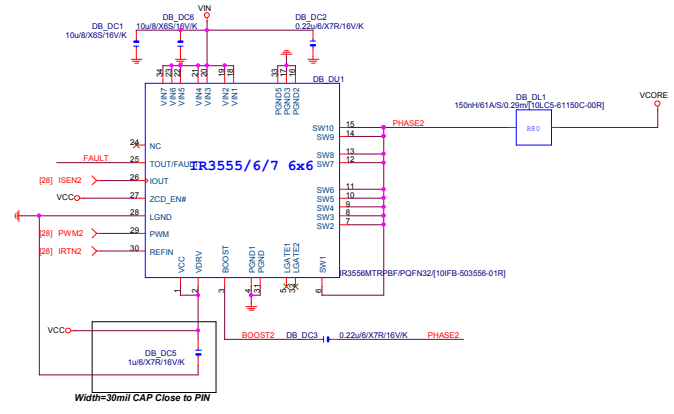 VIN
DB_DC1
10u/8/X6S/16V/K
DB_DC6
10u/8/X6S/16V/K
DB_DC2
0.22u/6/X7R/16V/K
34 23 22 21 20 19 18
33 17 16
DB_DU1
VIN7 VIN6 VIN5 VIN4 VIN3 VIN2 VIN1
PGND5 PGND3 PGND2
DB_DL1
150nH/61A/S/0.29m/[10LC5-61150C-00R]
VCORE
R80
24 NC
FAULT 25 TOUT/FAULT
[28] ISEN2 26 IOUT
VCC 27 ZCD_EN#
28 LGND
[28] PWM2 29 PWM
[28] IRTN2 30 REFIN
IR3555/6/7 6x6
SW10 15 PHASE2
SW9 14
SW8 13
SW7 12
SW6 11
SW5 10
SW4 9
SW3 8
SW2 7
VCC VDRV BOOST PGND1 PGND LGATE1 LGATE2 SW1
IR3556MTRPBF/PQFN32/[10IFB-503556-01R]
1 2 3 4 31 5 6
VCC
DB_DC5
1u/6/X7R/16V/K
BOOST2 DB_DC3 0.22u/6/X7R/16V/K PHASE2
Width=30mil CAP Close to PIN